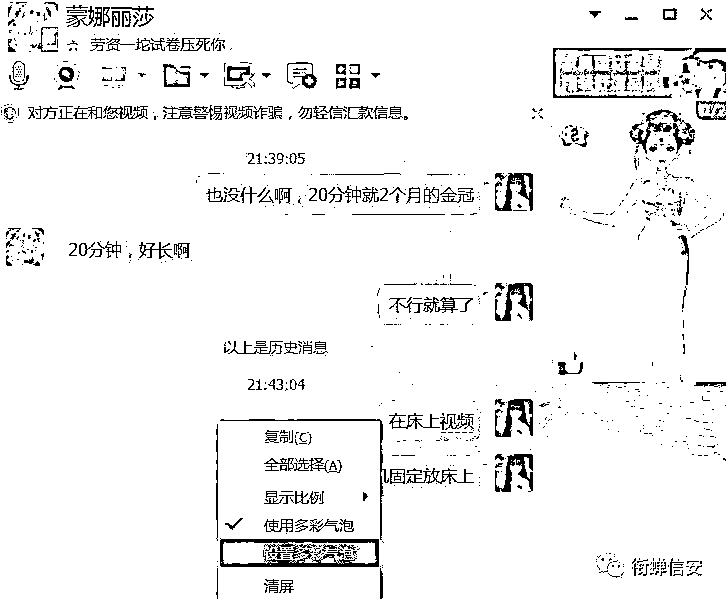 蒙娜丽莎
劳资一坨试卷压死你
对方正在和您视频，注意警惕视频诈骗，勿轻信汇款信息。
21:39:05
也没什么啊，20分钟就2个月的金冠
20分钟，好长啊
不行就算了
以上是历史消息
21:43:04
在床上视频
固定放床上
复制(C)
全部选择(A)
显示比例
使用多彩气泡
设置多彩气泡
清屏
衔蝉信安